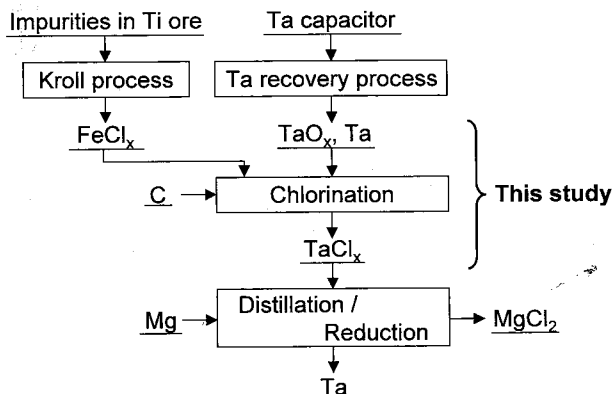 Impurities in Ti ore
Ta capacitor
Kroll process
Ta recovery process
FeClx
TaOx, Ta
C
Chlorination
This study
TaClx
Mg
Distillation /
Reduction
MgCl2
Ta